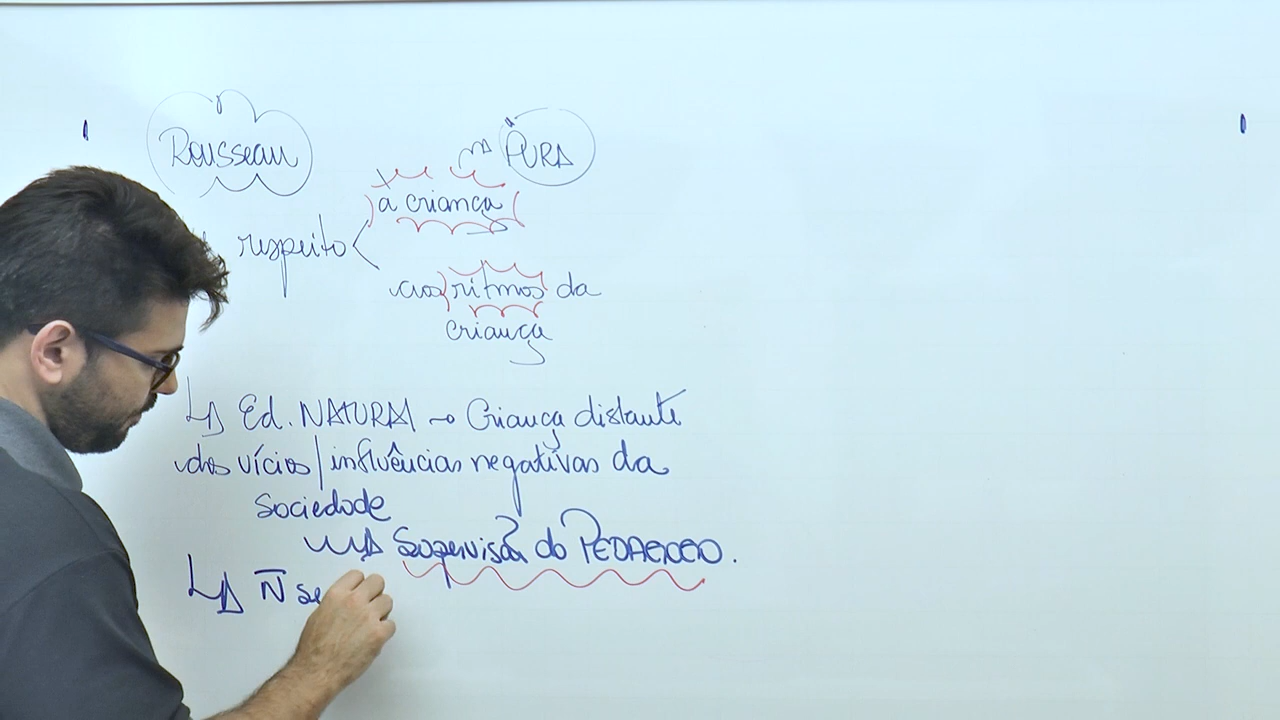 Rousseau
PURA
à criança
respeito
aos ritmos da
criança
Ed. NATURAL → Criança distante
dos vícios/influências negativas da
Sociedade
Supervisão do PEDAGOGO.
N̄ se